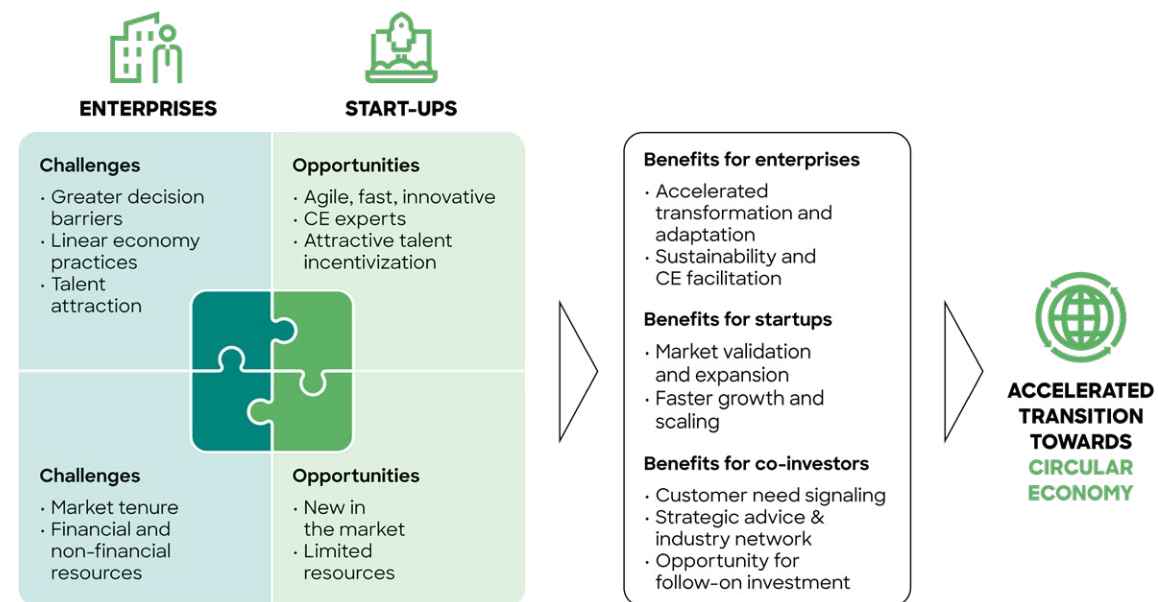 ENTERPRISES
START-UPS
Challenges
· Greater decision
barriers
· Linear economy
practices
· Talent
attraction
Opportunities
· Agile, fast, innovative
· CE experts
· Attractive talent
incentivization
Challenges
· Market tenure
· Financial and
non-financial
resources
Opportunities
· New in
the market
· Limited
resources
Benefits for enterprises
· Accelerated
transformation and
adaptation
· Sustainability and
CE facilitation
Benefits for startups
· Market validation
and expansion
· Faster growth and
scaling
Benefits for co-investors
· Customer need signaling
· Strategic advice &
industry network
· Opportunity for
follow-on investment
ACCELERATED
TRANSITION
TOWARDS
CIRCULAR
ECONOMY